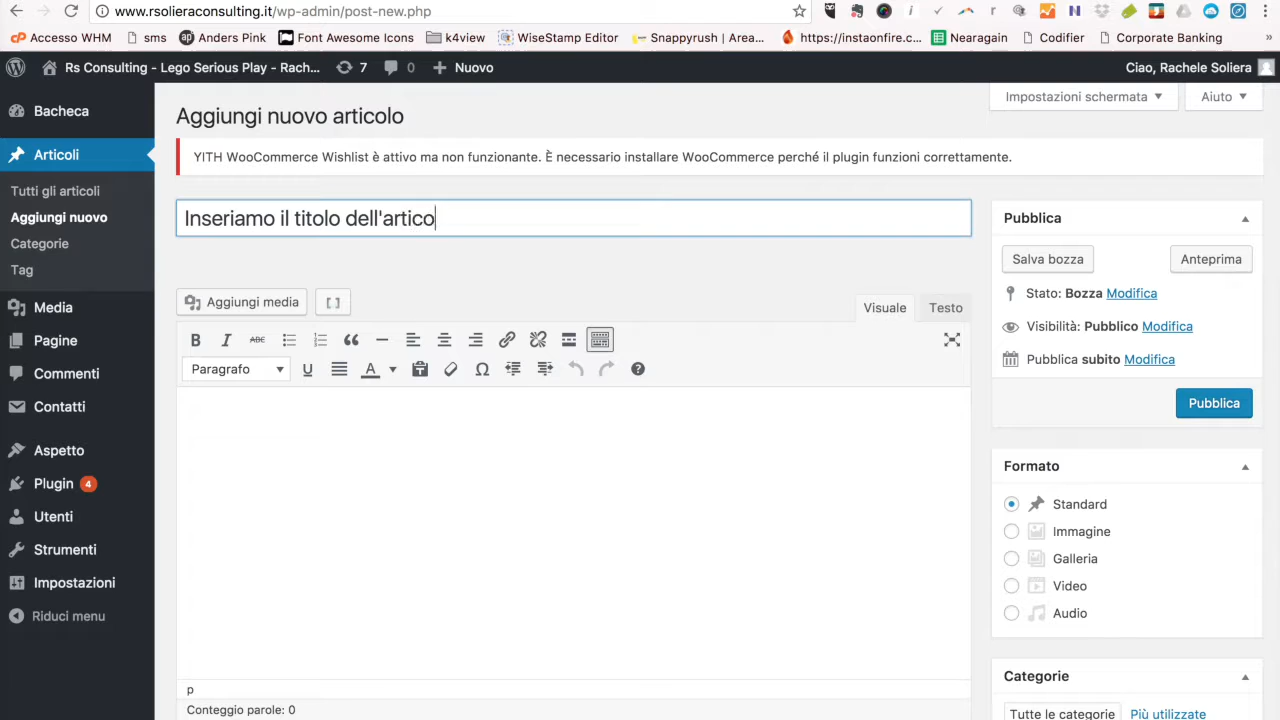 www.rsolieraconsulting.it/wp-admin/post-new.php
Accesso WHM sms Anders Pink Font Awesome Icons k4view WiseStamp Editor Snappyrush | Area... https://instaonfire.c... Nearagain Codifier Corporate Banking »
Rs Consulting - Lego Serious Play - Rach... 7 0 Nuovo Ciao, Rachele Soliera
Impostazioni schermata Aiuto
Bacheca
Articoli
Tutti gli articoli
Aggiungi nuovo
Categorie
Tag
Media
Pagine
Commenti
Contatti
Aspetto
Plugin 4
Utenti
Strumenti
Impostazioni
Riduci menu
Aggiungi nuovo articolo
YITH WooCommerce Wishlist è attivo ma non funzionante. È necessario installare WooCommerce perché il plugin funzioni correttamente.
Inseriamo il titolo dell'artico
Aggiungi media [ ]
Visuale Testo
B I ABC
Paragrafo U A Ω ?
p
Conteggio parole: 0
Pubblica
Salva bozza Anteprima
Stato: Bozza Modifica
Visibilità: Pubblico Modifica
Pubblica subito Modifica
Pubblica
Formato
Standard
Immagine
Galleria
Video
Audio
Categorie
Tutte le categorie Più utilizzate